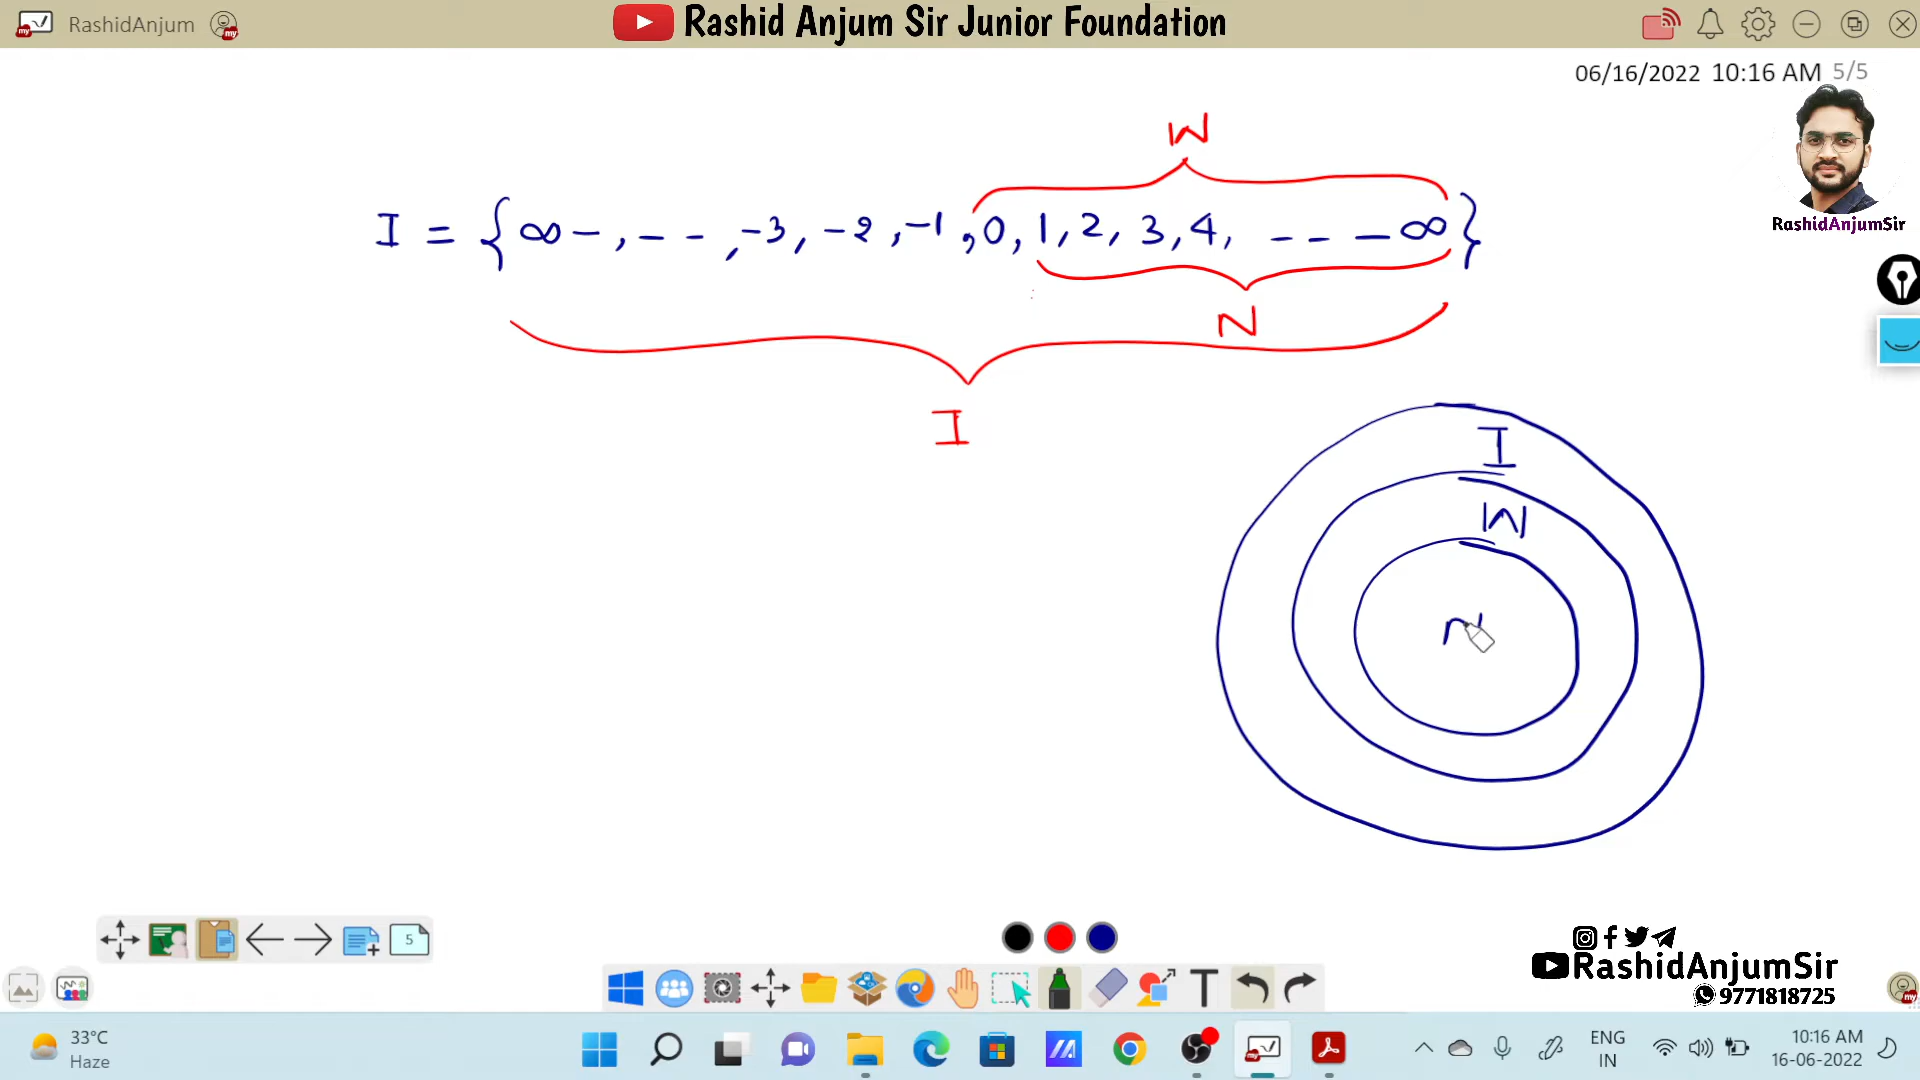 RashidAnjum
Rashid Anjum Sir Junior Foundation
06/16/2022 10:16 AM 5/5
RashidAnjumSir
W
I = { ∞ - , - - , -3, -2, -1, 0, 1, 2, 3, 4, - - - ∞ }
N
I
I
W
N
5
T
RashidAnjumSir
9771818725
33°C
Haze
ENG
IN
10:16 AM
16-06-2022